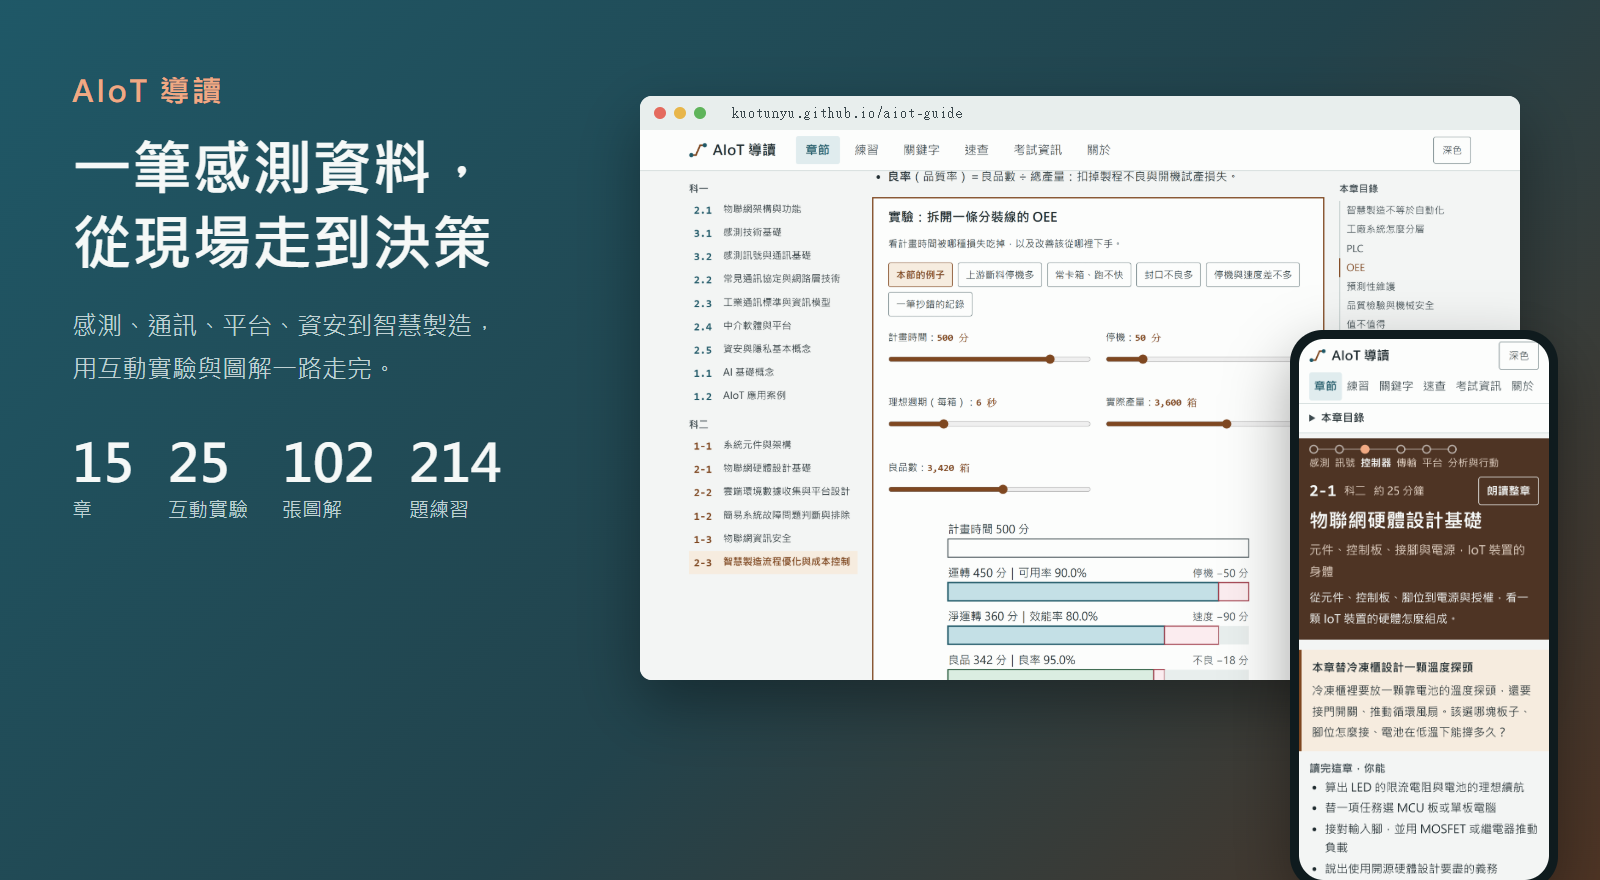 AIoT 導讀
一筆感測資料，
從現場走到決策
感測、通訊、平台、資安到智慧製造，
用互動實驗與圖解一路走完。
15 25 102 214
章 互動實驗 張圖解 題練習
kuotunyu.github.io/aiot-guide
AIoT 導讀 章節 練習 關鍵字 速查 考試資訊 關於 深色
科一
2.1 物聯網架構與功能
3.1 感測技術基礎
3.2 感測訊號與通訊基礎
2.2 常見通訊協定與網路層技術
2.3 工業通訊標準與資訊模型
2.4 中介軟體與平台
2.5 資安與隱私基本概念
1.1 AI 基礎概念
1.2 AIoT 應用案例
科二
1-1 系統元件與架構
2-1 物聯網硬體設計基礎
2-2 雲端環境數據收集與平台設計
1-2 簡易系統故障問題判斷與排除
1-3 物聯網資訊安全
2-3 智慧製造流程優化與成本控制
• 良率（品質率）= 良品數 ÷ 總產量：扣掉製程不良與開機試產損失。
實驗：拆開一條分裝線的 OEE
看計畫時間被哪種損失吃掉，以及改善該從哪裡下手。
本節的例子 上游斷料停機多 常卡箱、跑不快 封口不良多 停機與速度差不多
一筆抄錯的紀錄
計畫時間：500 分 停機：50 分
理想週期（每箱）：6 秒 實際產量：3,600 箱
良品數：3,420 箱
計畫時間 500 分
運轉 450 分｜可用率 90.0% 停機 −50 分
淨運轉 360 分｜效能率 80.0% 速度 −90 分
良品 342 分｜良率 95.0% 不良 −18 分
本章目錄
智慧製造不等於自動化
工廠系統怎麼分層
PLC
OEE
預測性維護
品質檢驗與機械安全
值不值得
AIoT 導讀 深色
章節 練習 關鍵字 速查 考試資訊 關於
▶ 本章目錄
感測 訊號 控制器 傳輸 平台 分析與行動
2-1 科二 約 25 分鐘 朗讀整章
物聯網硬體設計基礎
元件、控制板、接腳與電源，IoT 裝置的
身體
從元件、控制板、腳位到電源與授權，看一
顆 IoT 裝置的硬體怎麼組成。
本章替冷凍櫃設計一顆溫度探頭
冷凍櫃裡要放一顆靠電池的溫度探頭，還要
接門開關、推動循環風扇。該選哪塊板子、
腳位怎麼接、電池在低溫下能撐多久？
讀完這章，你能
• 算出 LED 的限流電阻與電池的理想續航
• 替一項任務選 MCU 板或單板電腦
• 接對輸入腳，並用 MOSFET 或繼電器推動
負載
• 說出使用開源硬體設計要盡的義務